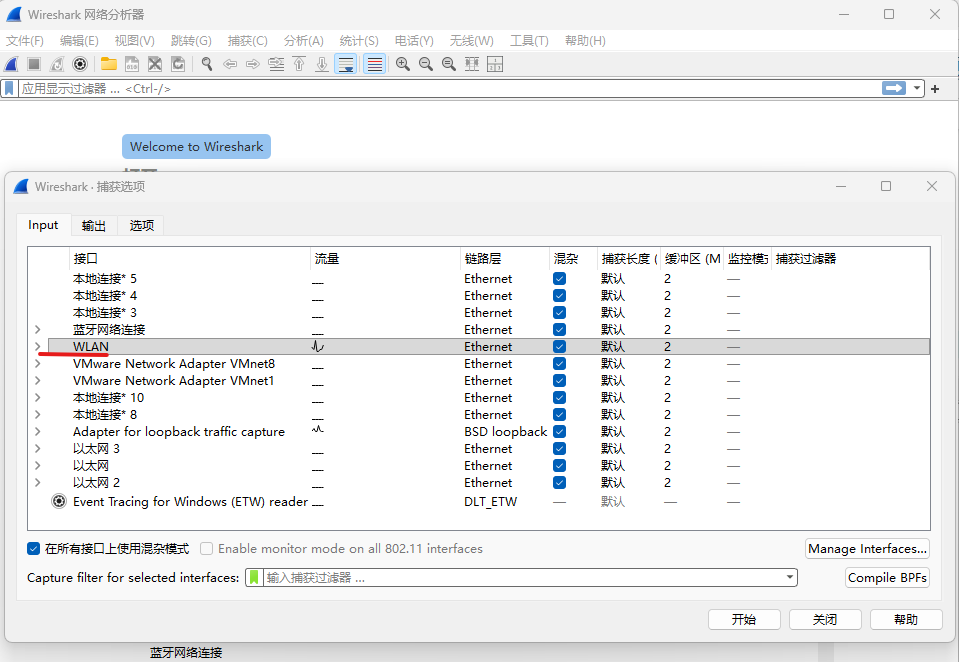 Wireshark 网络分析器
文件(F) 编辑(E) 视图(V) 跳转(G) 捕获(C) 分析(A) 统计(S) 电话(Y) 无线(W) 工具(T) 帮助(H)
应用显示过滤器 … <Ctrl-/>
Welcome to Wireshark
Wireshark · 捕获选项
Input 输出 选项
接口 流量 链路层 混杂 捕获长度 ( 缓冲区 (M 监控模式 捕获过滤器
本地连接* 5 Ethernet 默认 2 —
本地连接* 4 Ethernet 默认 2 —
本地连接* 3 Ethernet 默认 2 —
蓝牙网络连接 Ethernet 默认 2 —
WLAN Ethernet 默认 2 —
VMware Network Adapter VMnet8 Ethernet 默认 2 —
VMware Network Adapter VMnet1 Ethernet 默认 2 —
本地连接* 10 Ethernet 默认 2 —
本地连接* 8 Ethernet 默认 2 —
Adapter for loopback traffic capture BSD loopback 默认 2 —
以太网 3 Ethernet 默认 2 —
以太网 Ethernet 默认 2 —
以太网 2 Ethernet 默认 2 —
Event Tracing for Windows (ETW) reader DLT_ETW — 默认 — —
在所有接口上使用混杂模式 Enable monitor mode on all 802.11 interfaces Manage Interfaces…
Capture filter for selected interfaces: 输入捕获过滤器 … Compile BPFs
开始 关闭 帮助
蓝牙网络连接